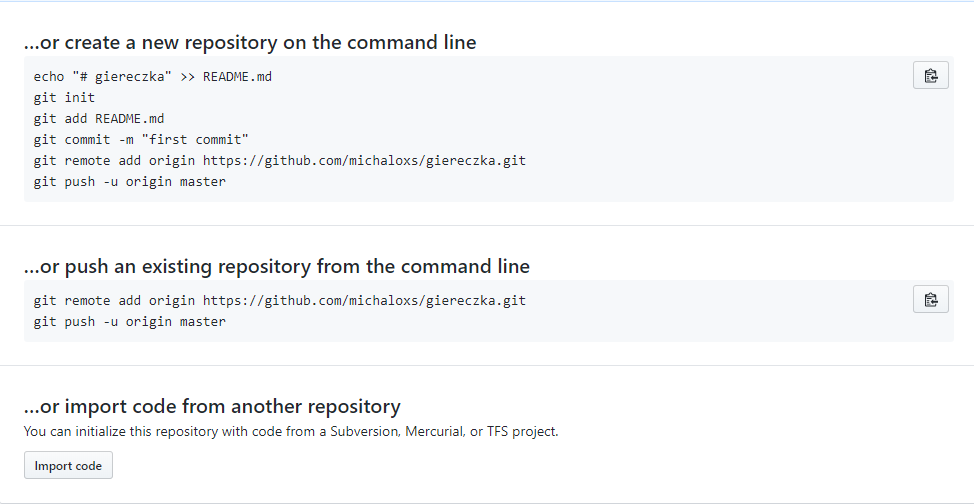 ...or create a new repository on the command line
echo "# giereczka" >> README.md
git init
git add README.md
git commit -m "first commit"
git remote add origin https://github.com/michaloxs/giereczka.git
git push -u origin master
...or push an existing repository from the command line
git remote add origin https://github.com/michaloxs/giereczka.git
git push -u origin master
...or import code from another repository
You can initialize this repository with code from a Subversion, Mercurial, or TFS project.
Import code